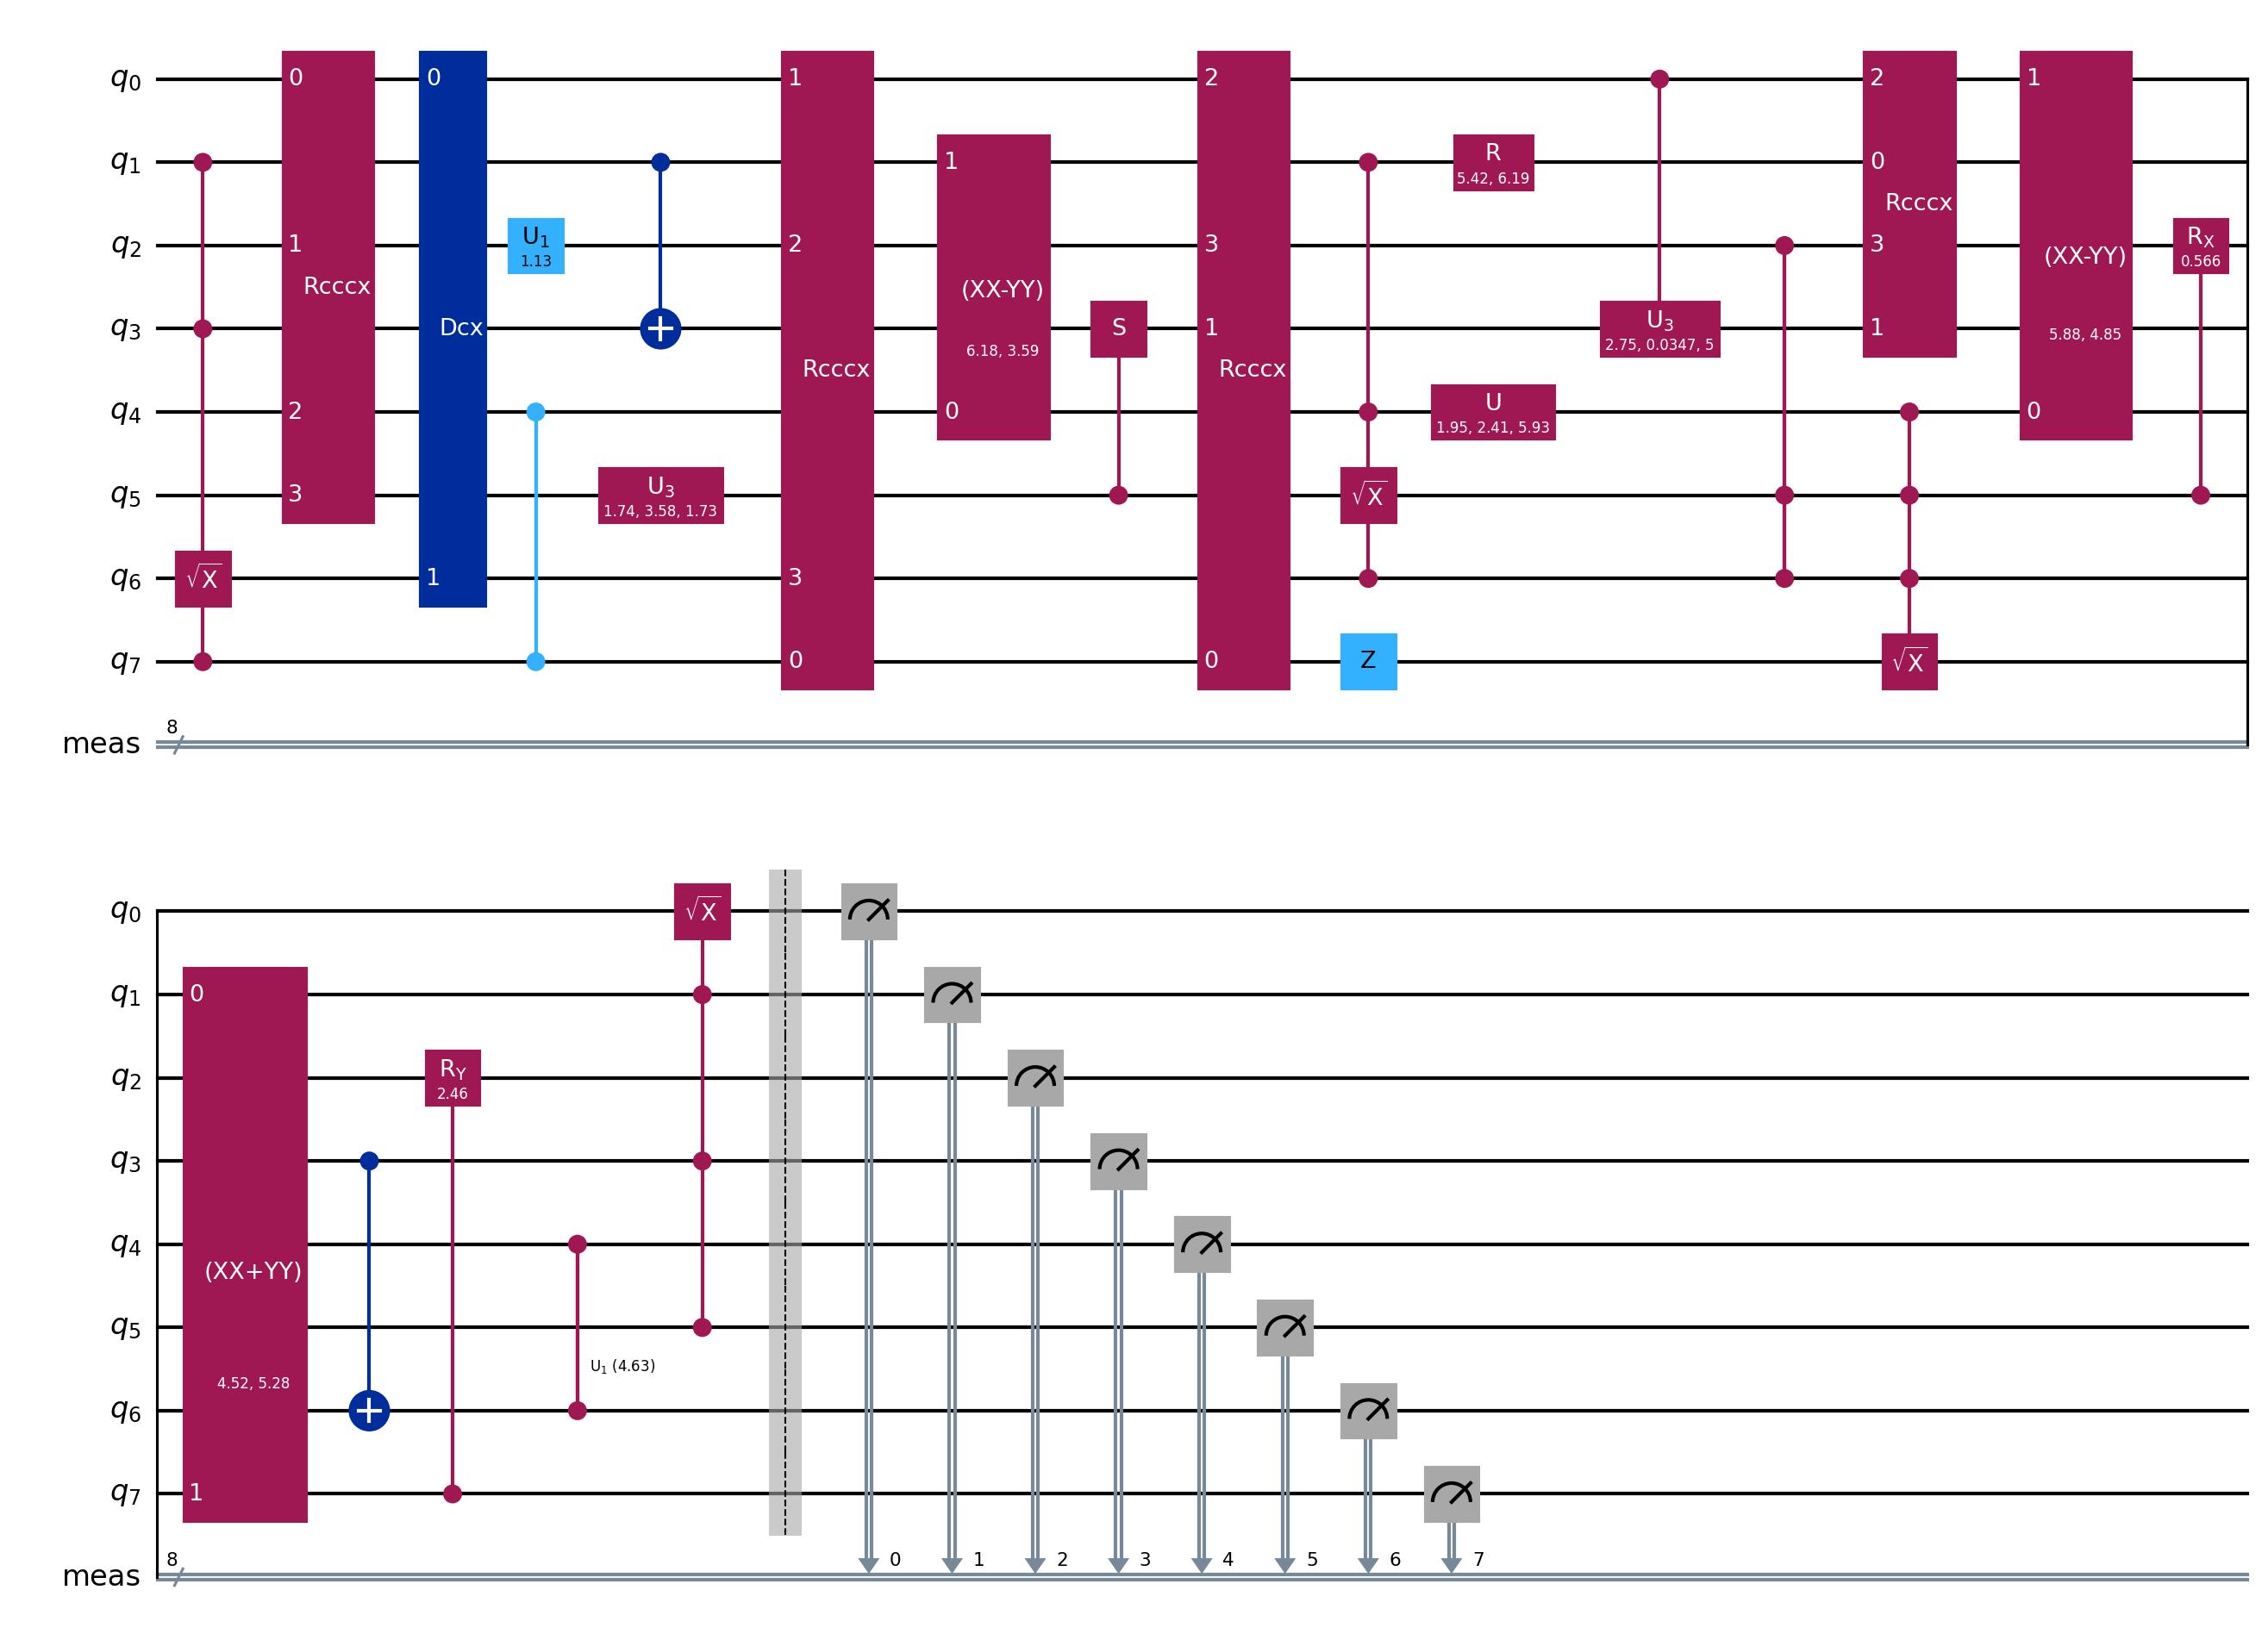 q0 0 0 1 2 2 1
q1 1 R 0
5.42, 6.19
Rcccx
q2 1 U1 2 3 3 (XX-YY) RX
1.13 0.566
Rcccx (XX-YY)
q3 Dcx S 1 U3 1 5.88, 4.85
6.18, 3.59 2.75, 0.0347, 5
Rcccx Rcccx
q4 2 0 U 0
1.95, 2.41, 5.93
q5 3 U3 √X
1.74, 3.58, 1.73
q6 √X 1 3
q7 0 0 Z √X
8
meas
q0 √X
q1 0
q2 RY
2.46
q3
q4
(XX+YY)
q5
U1 (4.63)
4.52, 5.28
q6
q7 1
8 0 1 2 3 4 5 6 7
meas